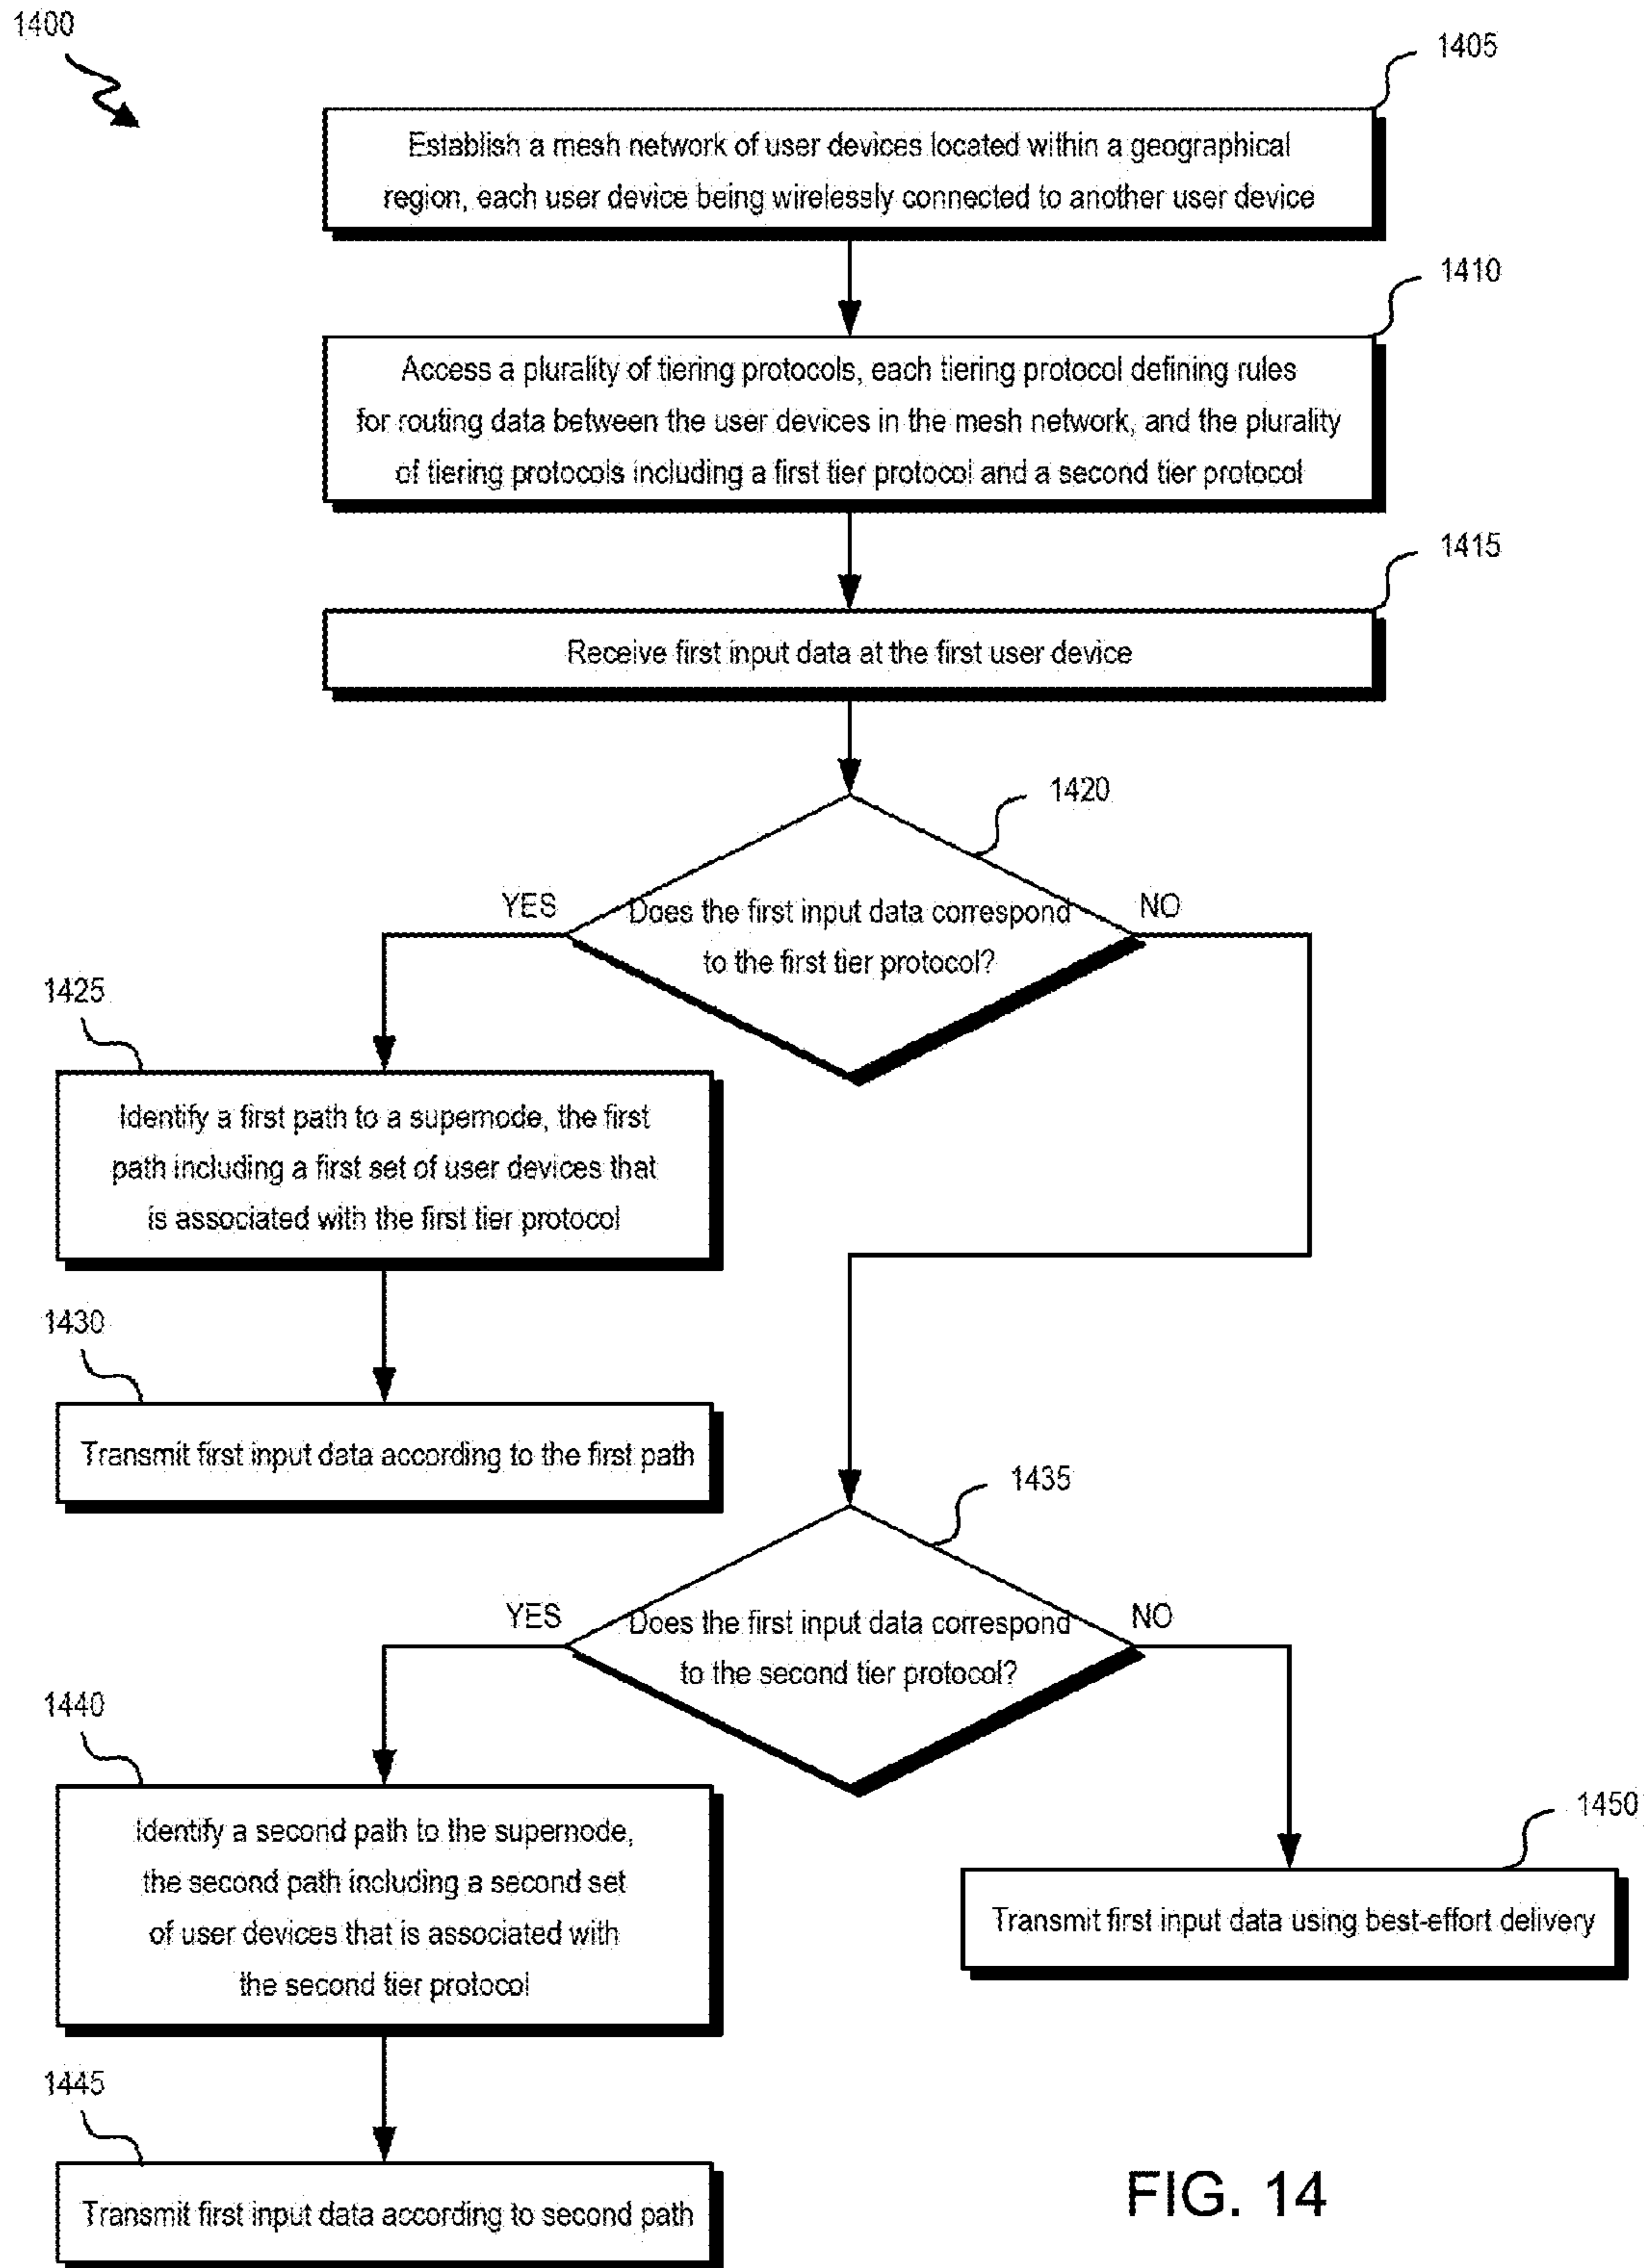 1400
1405
Establish a mesh network of user devices located within a geographical
region, each user device being wirelessly connected to another user device
1410
Access a plurality of tiering protocols, each tiering protocol defining rules
for routing data between the user devices in the mesh network, and the plurality
of tiering protocols including a first tier protocol and a second tier protocol
1415
Receive first input data at the first user device
1420
YES
NO
Does the first input data correspond
to the first tier protocol?
1425
Identify a first path to a supernode, the first
path including a first set of user devices that
is associated with the first tier protocol
1430
Transmit first input data according to the first path
1435
YES
NO
Does the first input data correspond
to the second tier protocol?
1440
Identify a second path to the supernode,
the second path including a second set
of user devices that is associated with
the second tier protocol
1450
Transmit first input data using best-effort delivery
1445
Transmit first input data according to second path
FIG. 14